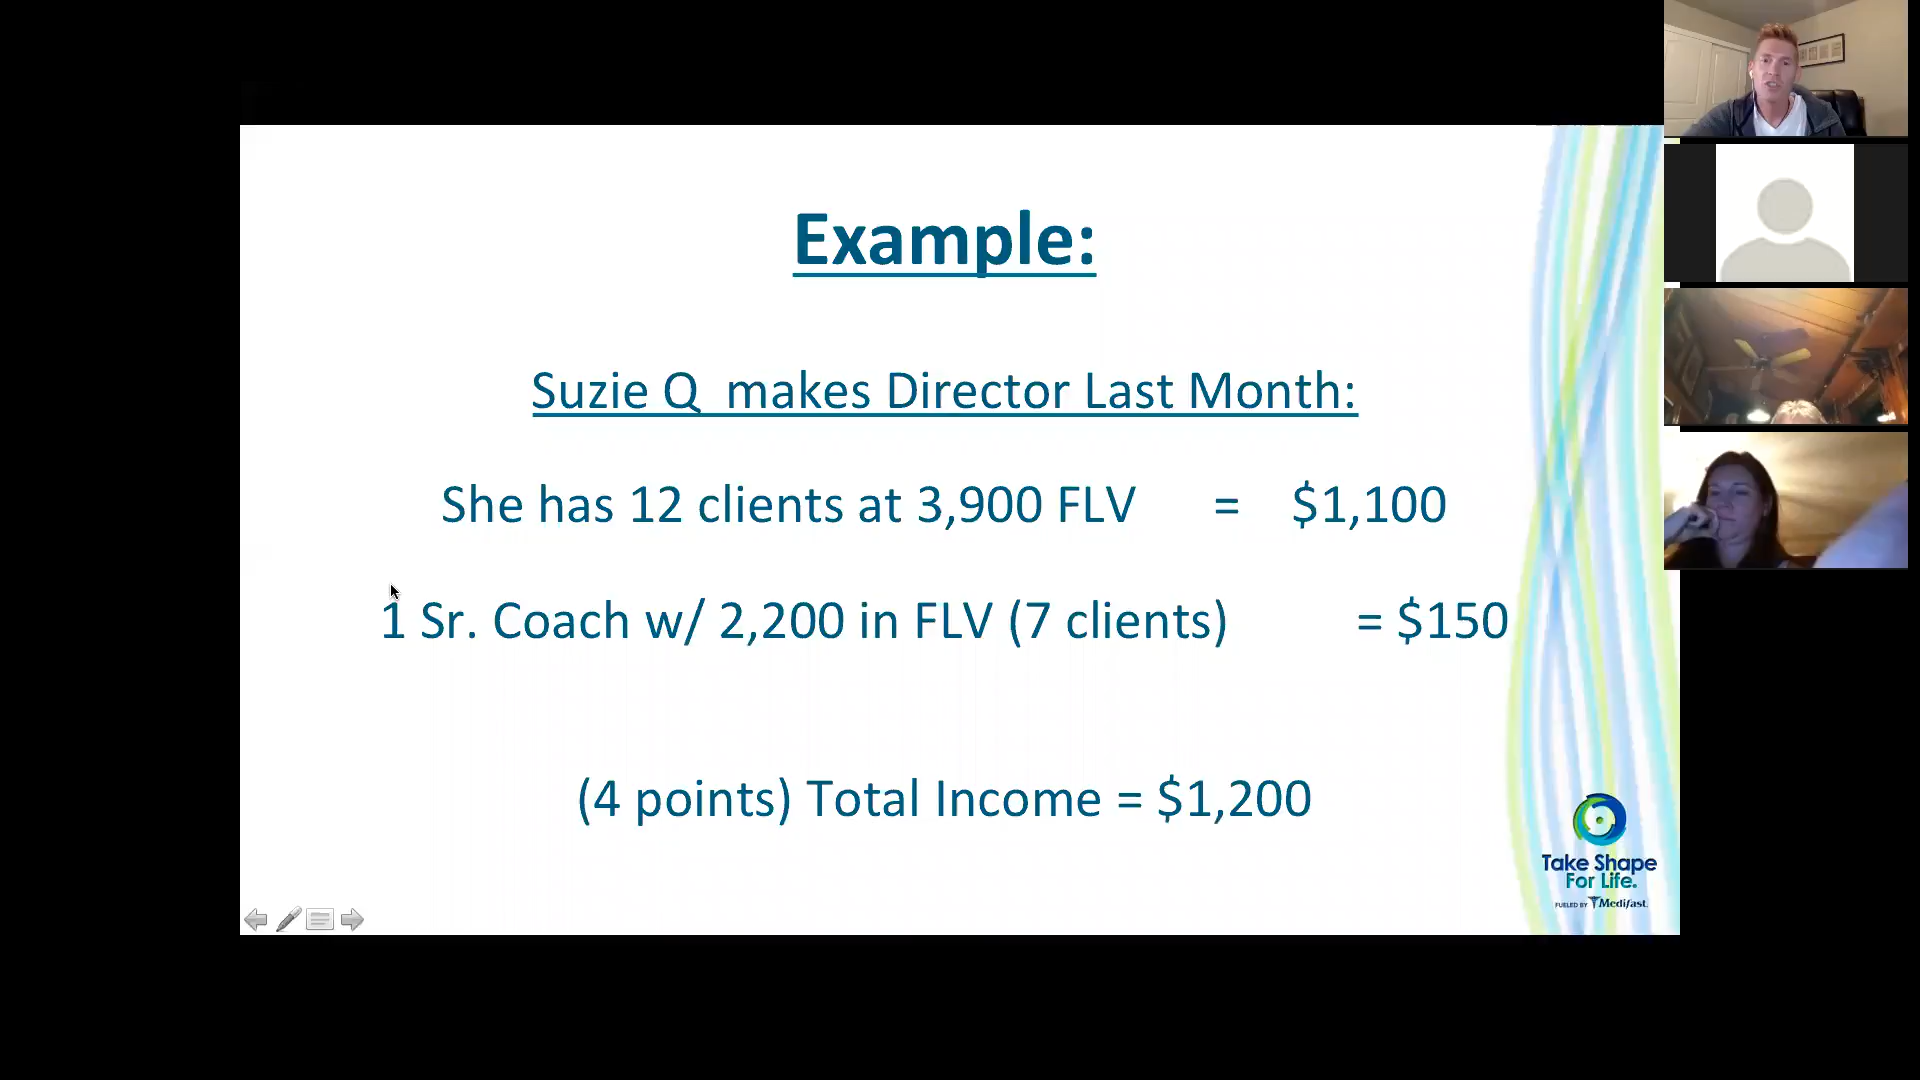 Example:
Suzie Q makes Director Last Month:
She has 12 clients at 3,900 FLV = $1,100
1 Sr. Coach w/ 2,200 in FLV (7 clients) = $150
(4 points) Total Income = $1,200
Take Shape
For Life.
FUELED BY Medifast